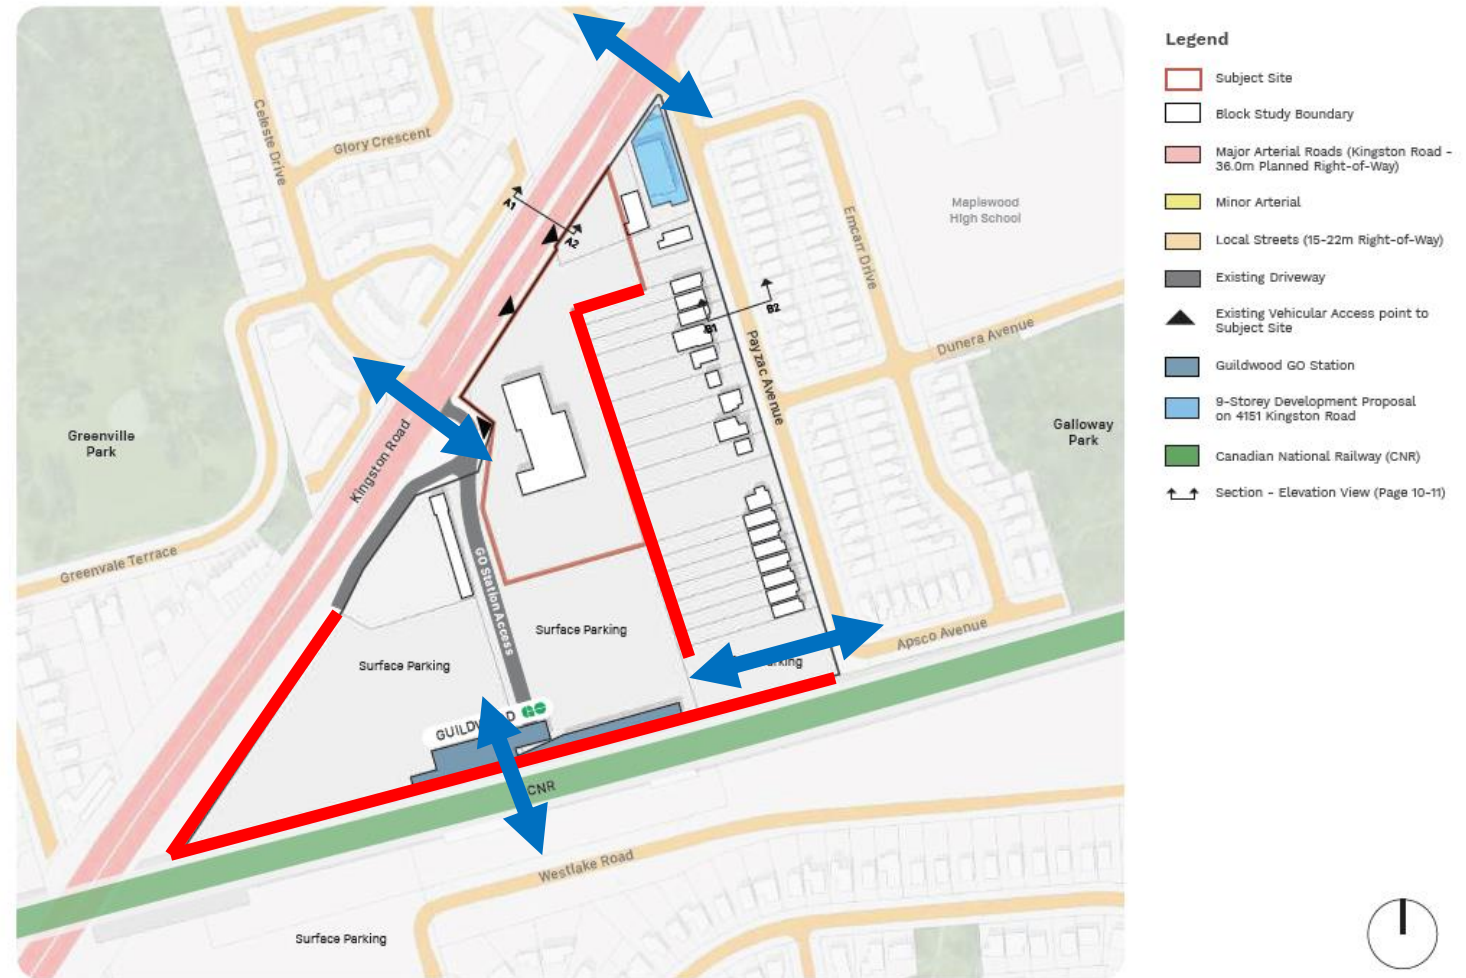 Celeste Drive
Glory Crescent
A1
A2
Maplewood
High School
Emcarr Drive
B1
B2
Dunera Avenue
Payzac Avenue
Greenville
Park
Kingston Road
Galloway
Park
Greenvale Terrace
GO Station Access
Surface Parking
Surface Parking
Apsco Avenue
GO
CNR
Westlake Road
Surface Parking
Legend
Subject Site
Block Study Boundary
Major Arterial Roads (Kingston Road -
36.0m Planned Right-of-Way)
Minor Arterial
Local Streets (15-22m Right-of-Way)
Existing Driveway
Existing Vehicular Access point to
Subject Site
Guildwood GO Station
9-Storey Development Proposal
on 4151 Kingston Road
Canadian National Railway (CNR)
Section - Elevation View (Page 10-11)